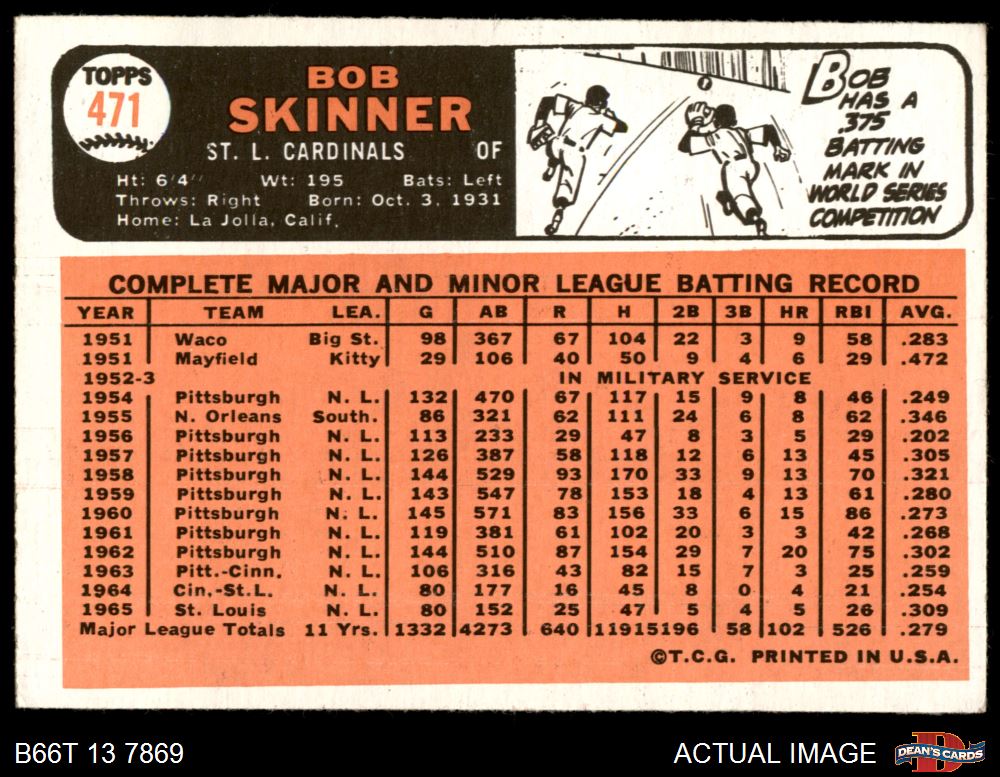 TOPPS
471
BOB
SKINNER
ST. L. CARDINALS OF
Ht: 6'4'' Wt: 195 Bats: Left
Throws: Right Born: Oct. 3, 1931
Home: La Jolla, Calif.
BOB
HAS A
.375
BATTING
MARK IN
WORLD SERIES
COMPETITION
COMPLETE MAJOR AND MINOR LEAGUE BATTING RECORD
YEAR TEAM LEA. G AB R H 2B 3B HR RBI AVG.
1951 Waco Big St. 98 367 67 104 22 3 9 58 .283
1951 Mayfield Kitty 29 106 40 50 9 4 6 29 .472
1952-3 IN MILITARY SERVICE
1954 Pittsburgh N. L. 132 470 67 117 15 9 8 46 .249
1955 N. Orleans South. 86 321 62 111 24 6 8 62 .346
1956 Pittsburgh N. L. 113 233 29 47 8 3 5 29 .202
1957 Pittsburgh N. L. 126 387 58 118 12 6 13 45 .305
1958 Pittsburgh N. L. 144 529 93 170 33 9 13 70 .321
1959 Pittsburgh N. L. 143 547 78 153 18 4 13 61 .280
1960 Pittsburgh N. L. 145 571 83 156 33 6 15 86 .273
1961 Pittsburgh N. L. 119 381 61 102 20 3 3 42 .268
1962 Pittsburgh N. L. 144 510 87 154 29 7 20 75 .302
1963 Pitt.-Cinn. N. L. 106 316 43 82 15 7 3 25 .259
1964 Cin.-St.L. N. L. 80 177 16 45 8 0 4 21 .254
1965 St. Louis N. L. 80 152 25 47 5 4 5 26 .309
Major League Totals 11 Yrs. 1332 4273 640 11915196 58 102 526 .279
©T.C.G. PRINTED IN U.S.A.
B66T 13 7869 ACTUAL IMAGE DEAN'S CARDS